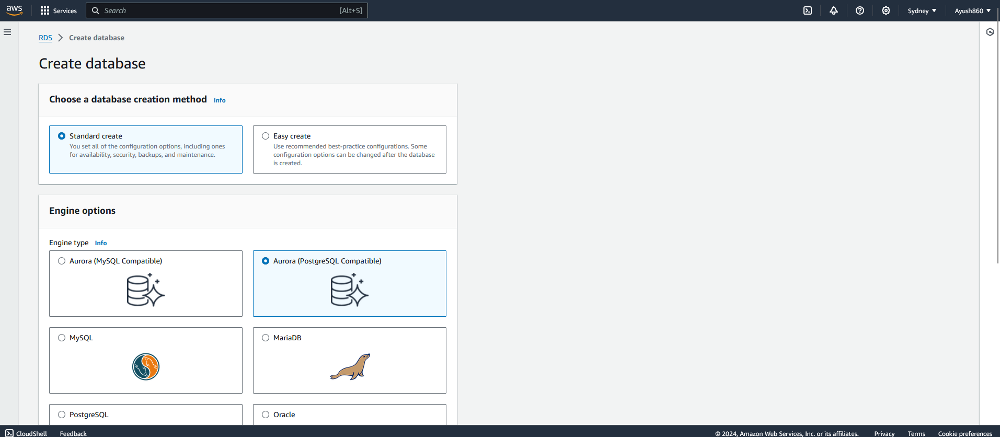 aws Services Search [Alt+S] Sydney Ayush860
RDS Create database
Create database
Choose a database creation method Info
Standard create
You set all of the configuration options, including ones
for availability, security, backups, and maintenance.
Easy create
Use recommended best-practice configurations. Some
configuration options can be changed after the database
is created.
Engine options
Engine type Info
Aurora (MySQL Compatible)
Aurora (PostgreSQL Compatible)
MySQL
MariaDB
PostgreSQL
Oracle
CloudShell Feedback © 2024, Amazon Web Services, Inc. or its affiliates. Privacy Terms Cookie preferences